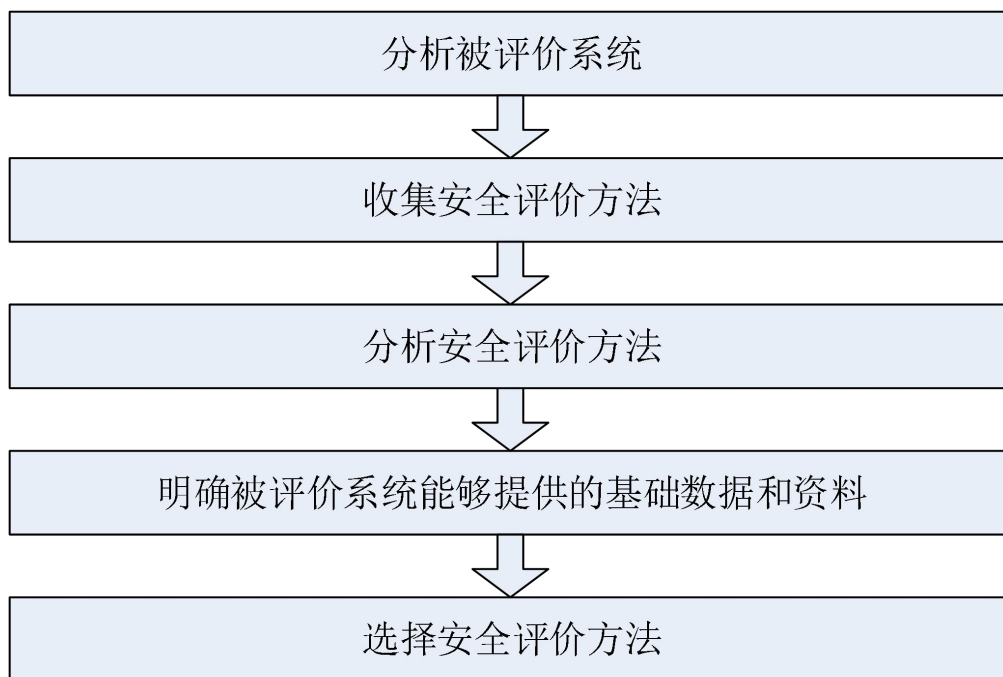 分析被评价系统
收集安全评价方法
分析安全评价方法
明确被评价系统能够提供的基础数据和资料
选择安全评价方法